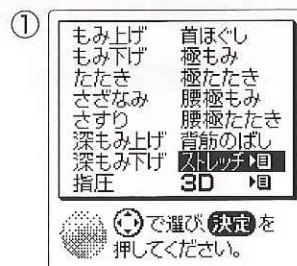 ①
もみ上げ 首ほぐし
もみ下げ 極もみ
たたき 極たたき
さざなみ 腰極もみ
さすり 腰極たたき
深もみ上げ 背筋のばし
深もみ下げ ストレッチ
指圧 3D
で選び、決定を
押してください。